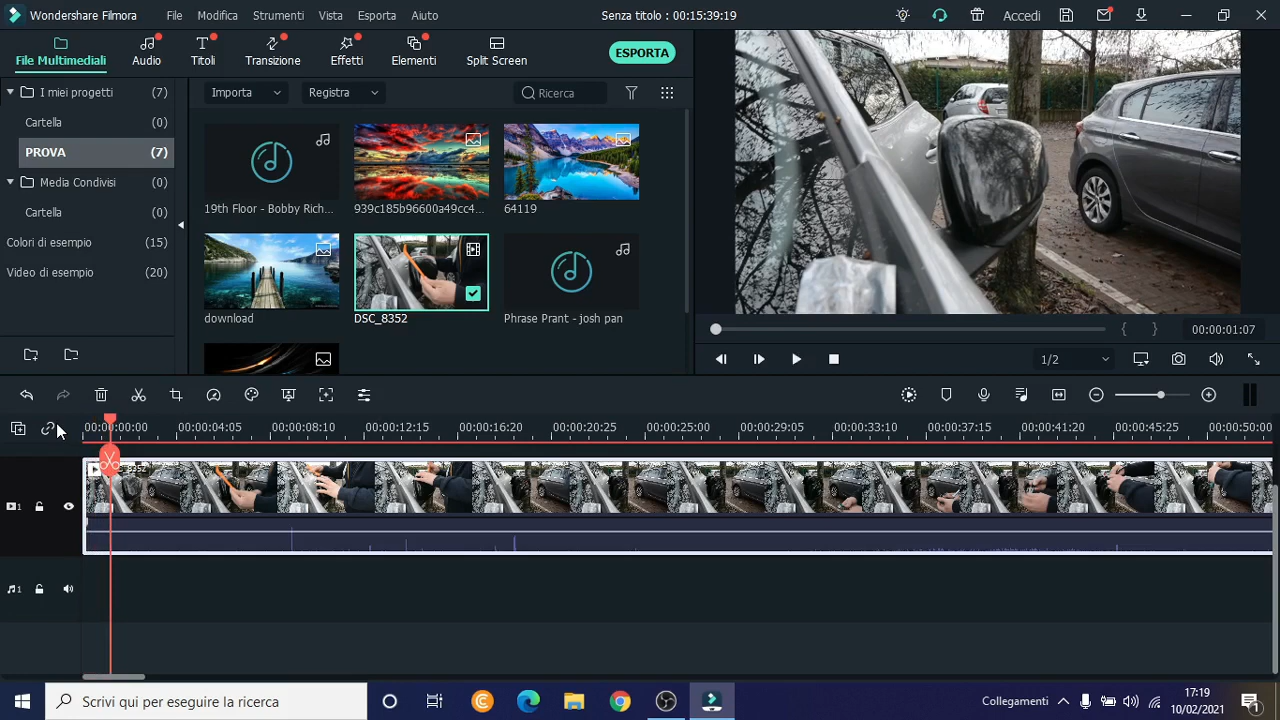 Wondershare Filmora
File
Modifica
Strumenti
Vista
Esporta
Aiuto
Senza titolo : 00:15:39:19
Accedi
File Multimediali
Audio
Titoli
Transizione
Effetti
Elementi
Split Screen
ESPORTA
I miei progetti (7)
Cartella (0)
PROVA (7)
Media Condivisi (0)
Cartella (0)
Colori di esempio (15)
Video di esempio (20)
Importa
Registra
Ricerca
19th Floor - Bobby Rich...
939c185b96600a49cc4...
64119
download
DSC_8352
Phrase Prant - josh pan
{ }
00:00:01:07
1/2
00:00:00:00
00:00:04:05
00:00:08:10
00:00:12:15
00:00:16:20
00:00:20:25
00:00:25:00
00:00:29:05
00:00:33:10
00:00:37:15
00:00:41:20
00:00:45:25
00:00:50:00
1
1
Scrivi qui per eseguire la ricerca
Collegamenti
17:19
10/02/2021
1